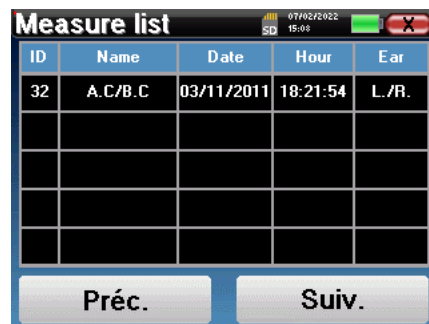 Measure list
SD
07/02/2022
15:08
X
ID Name Date Hour Ear
32 A.C/B.C 03/11/2011 18:21:54 L./R.
Préc. Suiv.